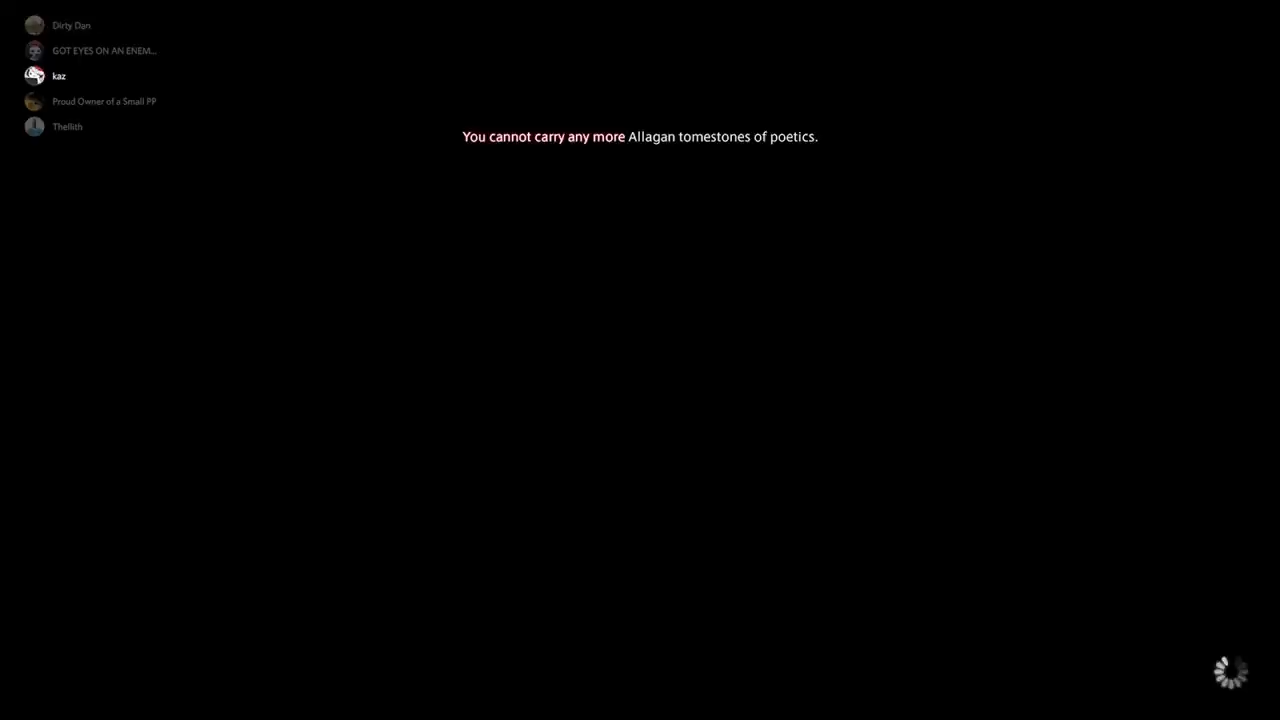 Dirty Dan
GOT EYES ON AN ENEM...
kaz
Proud Owner of a Small PP
Thellith
You cannot carry any more Allagan tomestones of poetics.